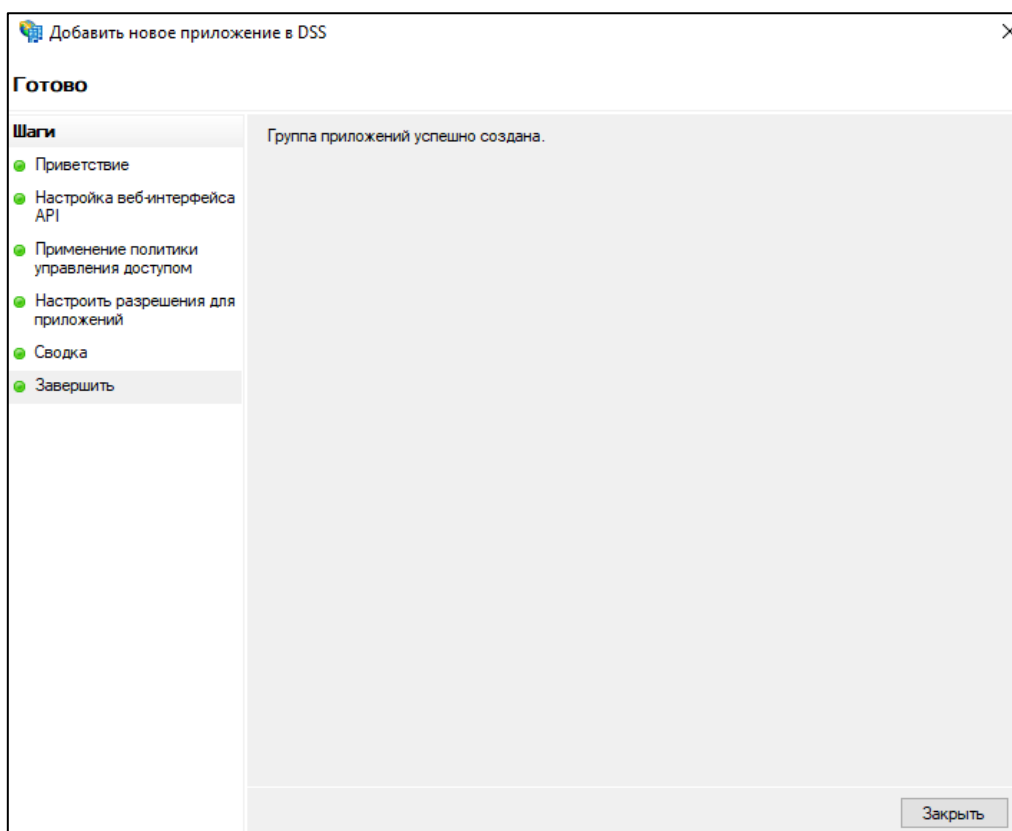 Добавить новое приложение в DSS
Готово
Шаги
Приветствие
Настройка веб-интерфейса
API
Применение политики
управления доступом
Настроить разрешения для
приложений
Сводка
Завершить
Группа приложений успешно создана.
Закрыть